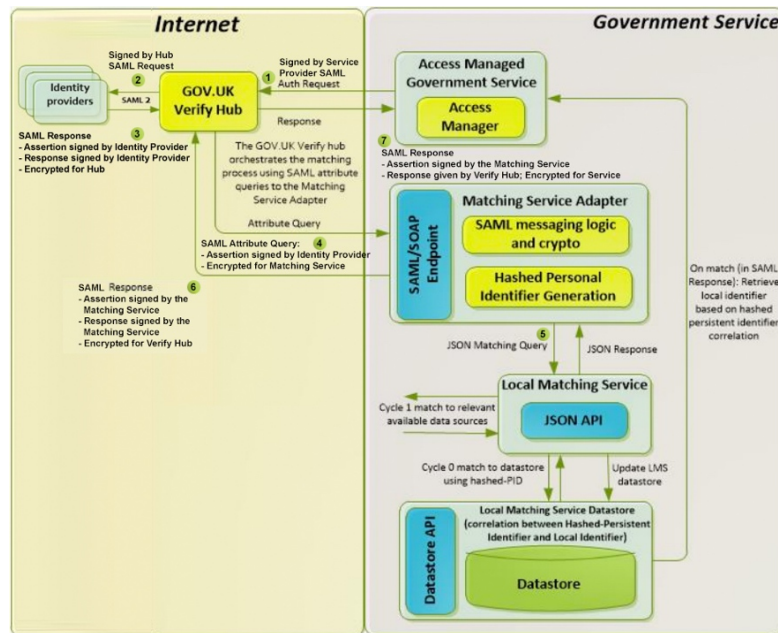 Internet
Government Service
Signed by Hub
SAML Request
2
Identity
providers
SAML 2
3
SAML Response
- Assertion signed by Identity Provider
- Response signed by Identity Provider
- Encrypted for Hub
GOV.UK
Verify Hub
1
Signed by Service
Provider SAML
Auth Request
Response
Access Managed
Government Service
Access
Manager
The GOV.UK Verify hub
orchestrates the matching
process using SAML attribute
queries to the Matching
Service Adapter
7
SAML Response
- Assertion signed by the Matching Service
- Response given by Verify Hub; Encrypted for Service
Attribute Query
SAML Attribute Query: 4
- Assertion signed by Identity Provider
- Encrypted for Matching Service
SAML/SOAP
Endpoint
Matching Service Adapter
SAML messaging logic
and crypto
Hashed Personal
Identifier Generation
SAML Response 6
- Assertion signed by the
Matching Service
- Response signed by the
Matching Service
- Encrypted for Verify Hub
On match (in SAML
Response): Retrieve
local identifier
based on hashed
persistent identifier
correlation
5
JSON Matching Query
JSON Response
Local Matching Service
JSON API
Cycle 1 match to relevant
available data sources
Cycle 0 match to datastore
using hashed-PID
Update LMS
datastore
Datastore API
Local Matching Service Datastore
(correlation between Hashed-Persistent
Identifier and Local Identifier)
Datastore